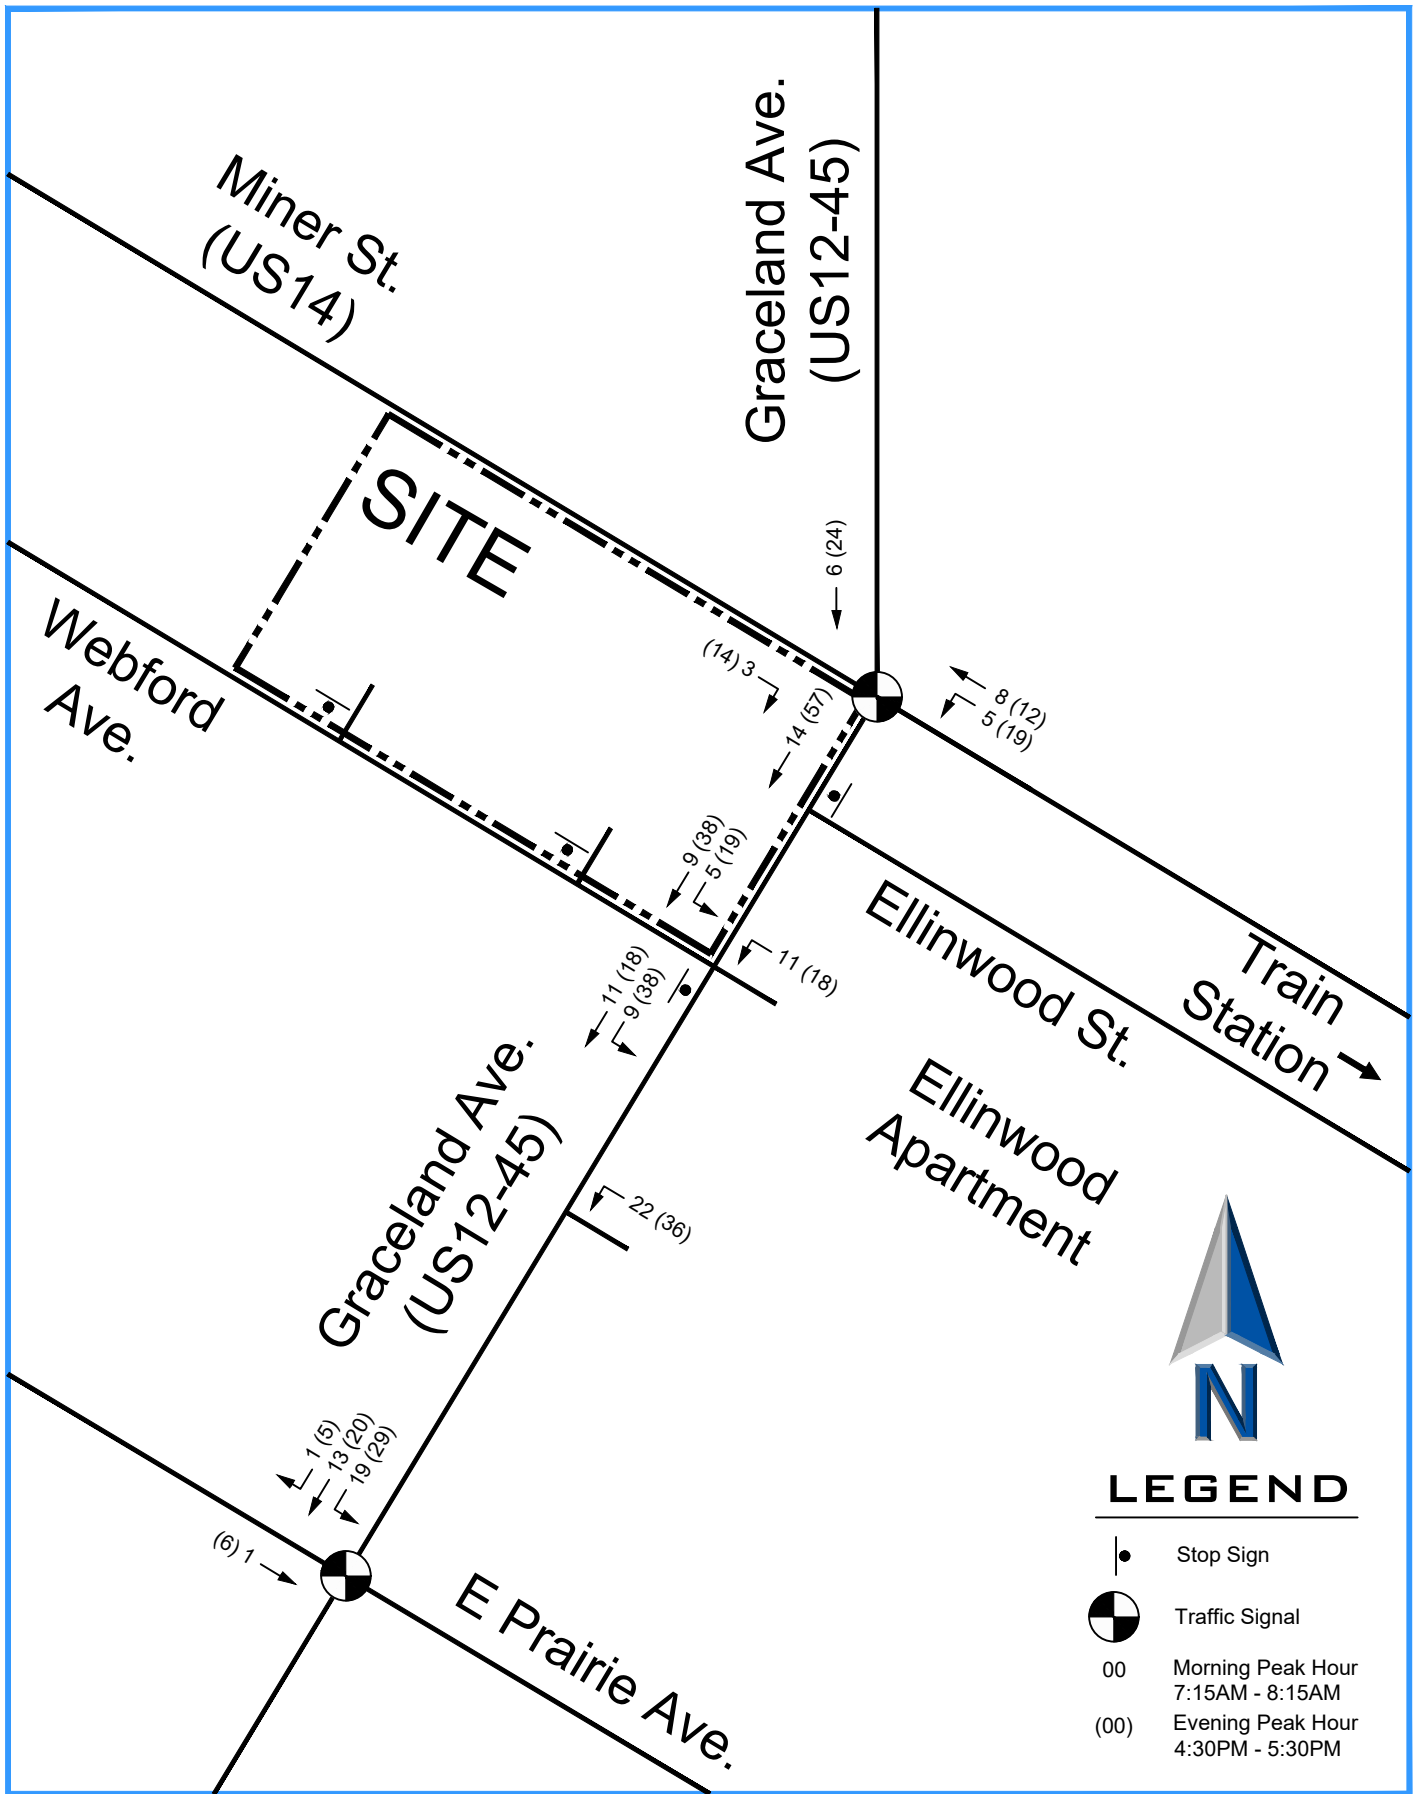 Graceland Ave.
(US12-45)
Miner St.
(US14)
SITE
6 (24)
(14) 3
8 (12)
5 (19)
14 (57)
Webford
Ave.
9 (38)
5 (19)
Ellinwood St.
Train
Station
11 (18)
11 (18)
9 (38)
Ellinwood
Apartment
Graceland Ave.
(US12-45)
22 (36)
1 (5)
13 (20)
19 (29)
(6) 1
E Prairie Ave.
N
LEGEND
Stop Sign
Traffic Signal
00 Morning Peak Hour
7:15AM - 8:15AM
(00) Evening Peak Hour
4:30PM - 5:30PM